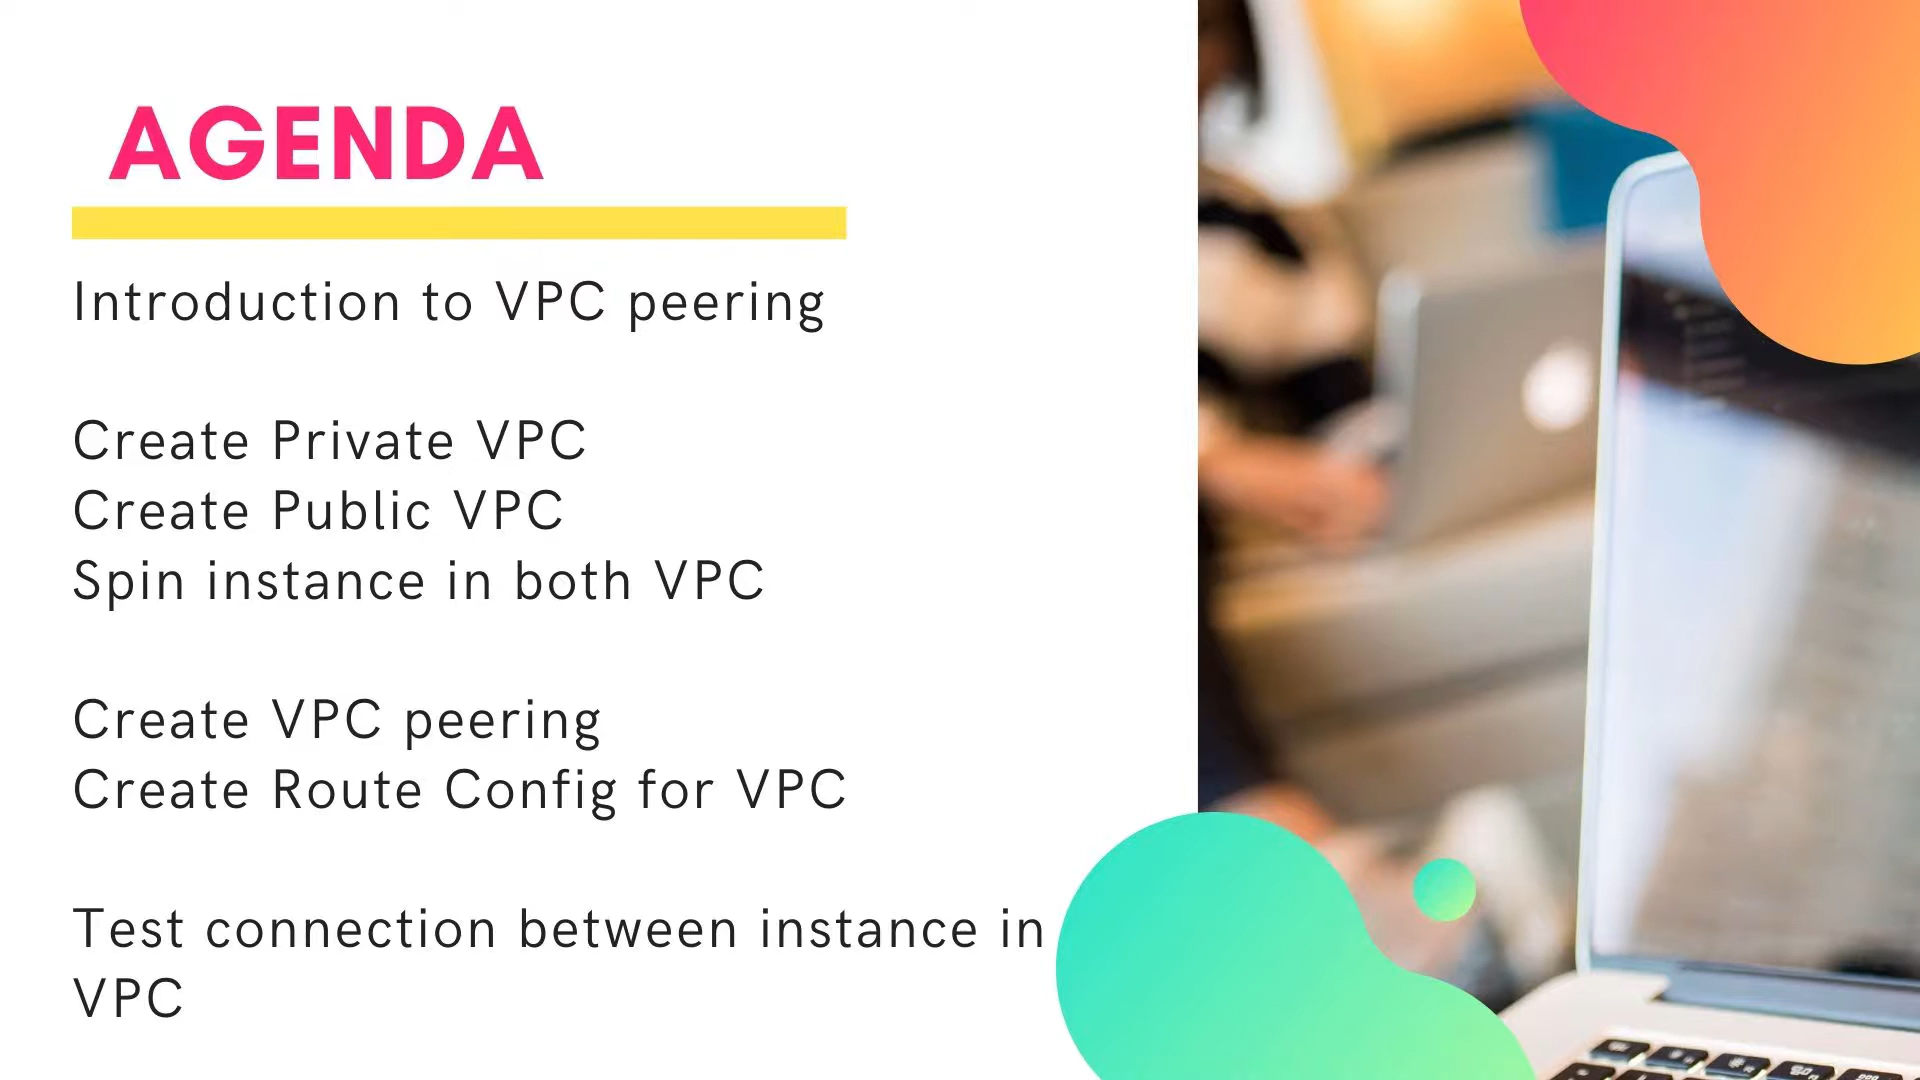 AGENDA
Introduction to VPC peering
Create Private VPC
Create Public VPC
Spin instance in both VPC
Create VPC peering
Create Route Config for VPC
Test connection between instance in
VPC